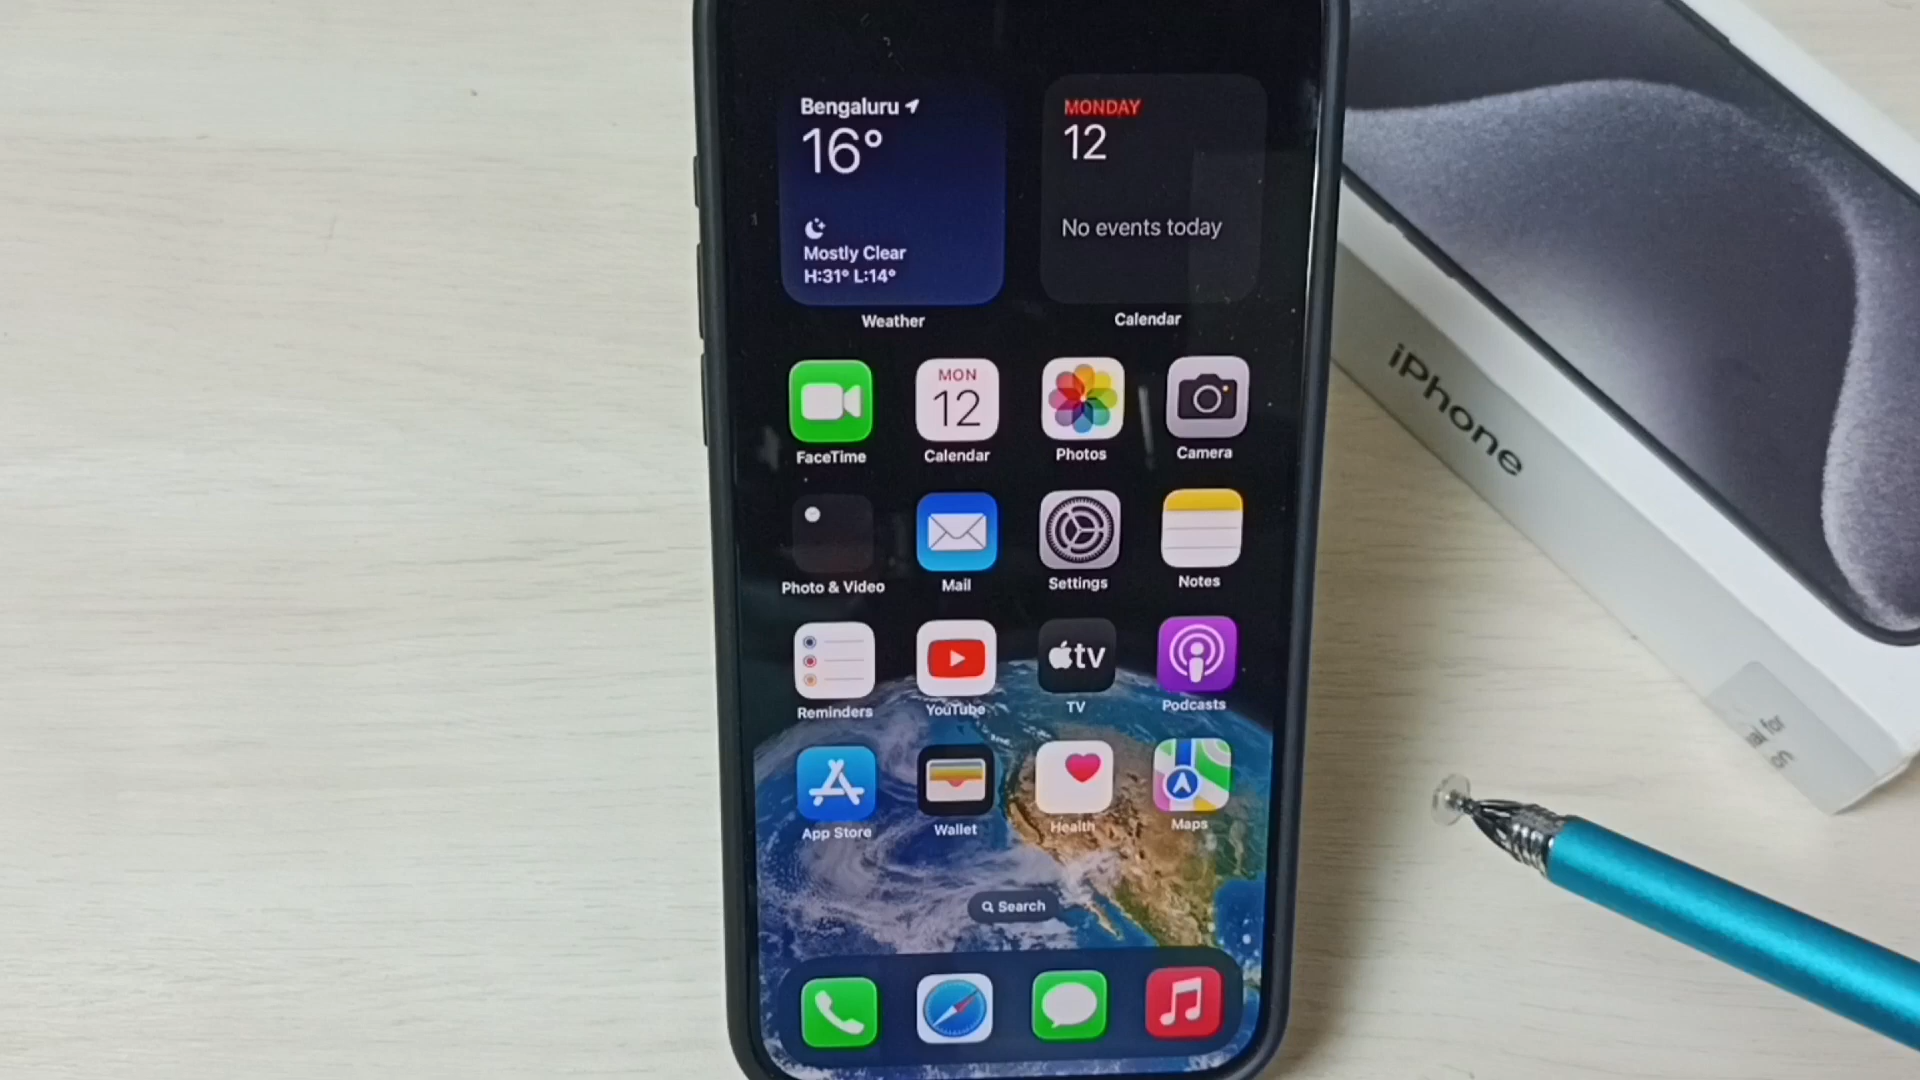 Bengaluru
16°
Mostly Clear
H:31° L:14°
Weather
MONDAY
12
No events today
Calendar
MON
12
FaceTime
Calendar
Photos
Camera
Photo & Video
Mail
Settings
Notes
tv
Reminders
YouTube
TV
Podcasts
App Store
Wallet
Health
Maps
Search
iPhone
for